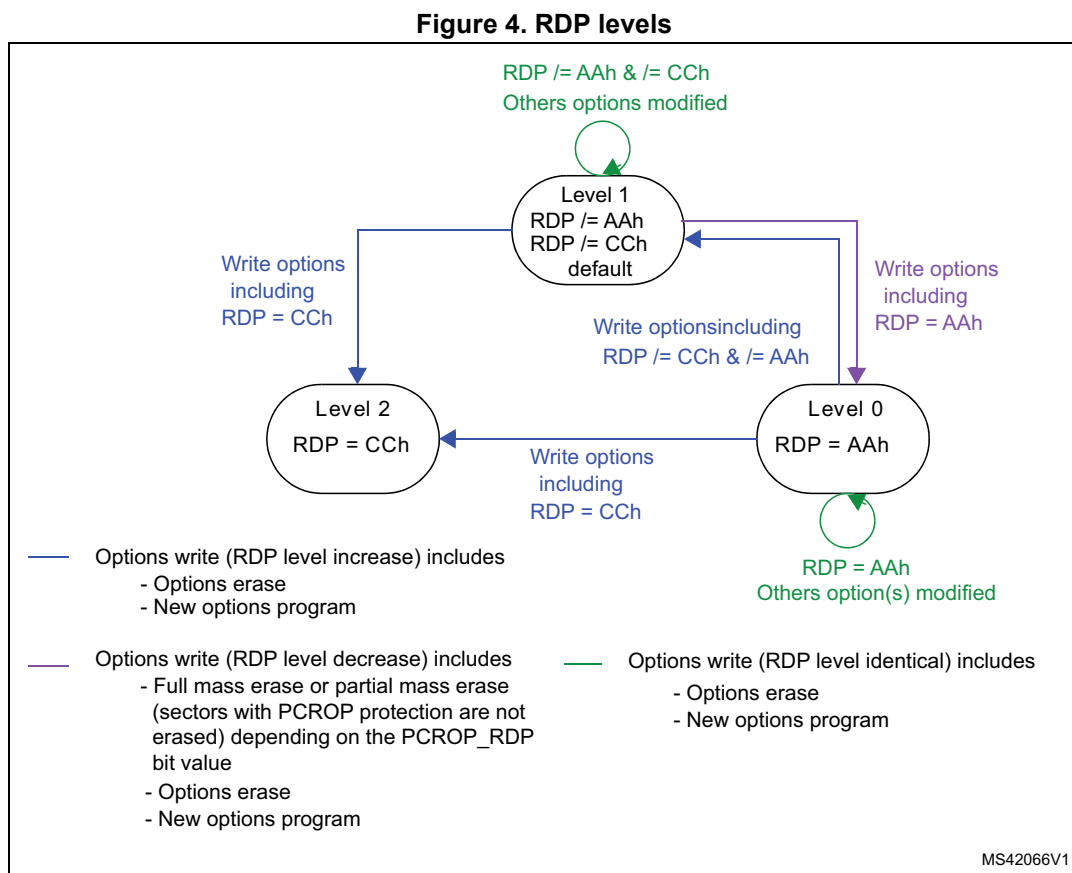 Figure 4. RDP levels
RDP /= AAh & /= CCh
Others options modified
Level 1
RDP /= AAh
RDP /= CCh
default
Write options
including
RDP = CCh
Write options
including
RDP = AAh
Write optionsincluding
RDP /= CCh & /= AAh
Level 2
RDP = CCh
Level 0
RDP = AAh
Write options
including
RDP = CCh
RDP = AAh
Others option(s) modified
Options write (RDP level increase) includes
- Options erase
- New options program
Options write (RDP level decrease) includes
- Full mass erase or partial mass erase
(sectors with PCROP protection are not
erased) depending on the PCROP_RDP
bit value
- Options erase
- New options program
Options write (RDP level identical) includes
- Options erase
- New options program
MS42066V1